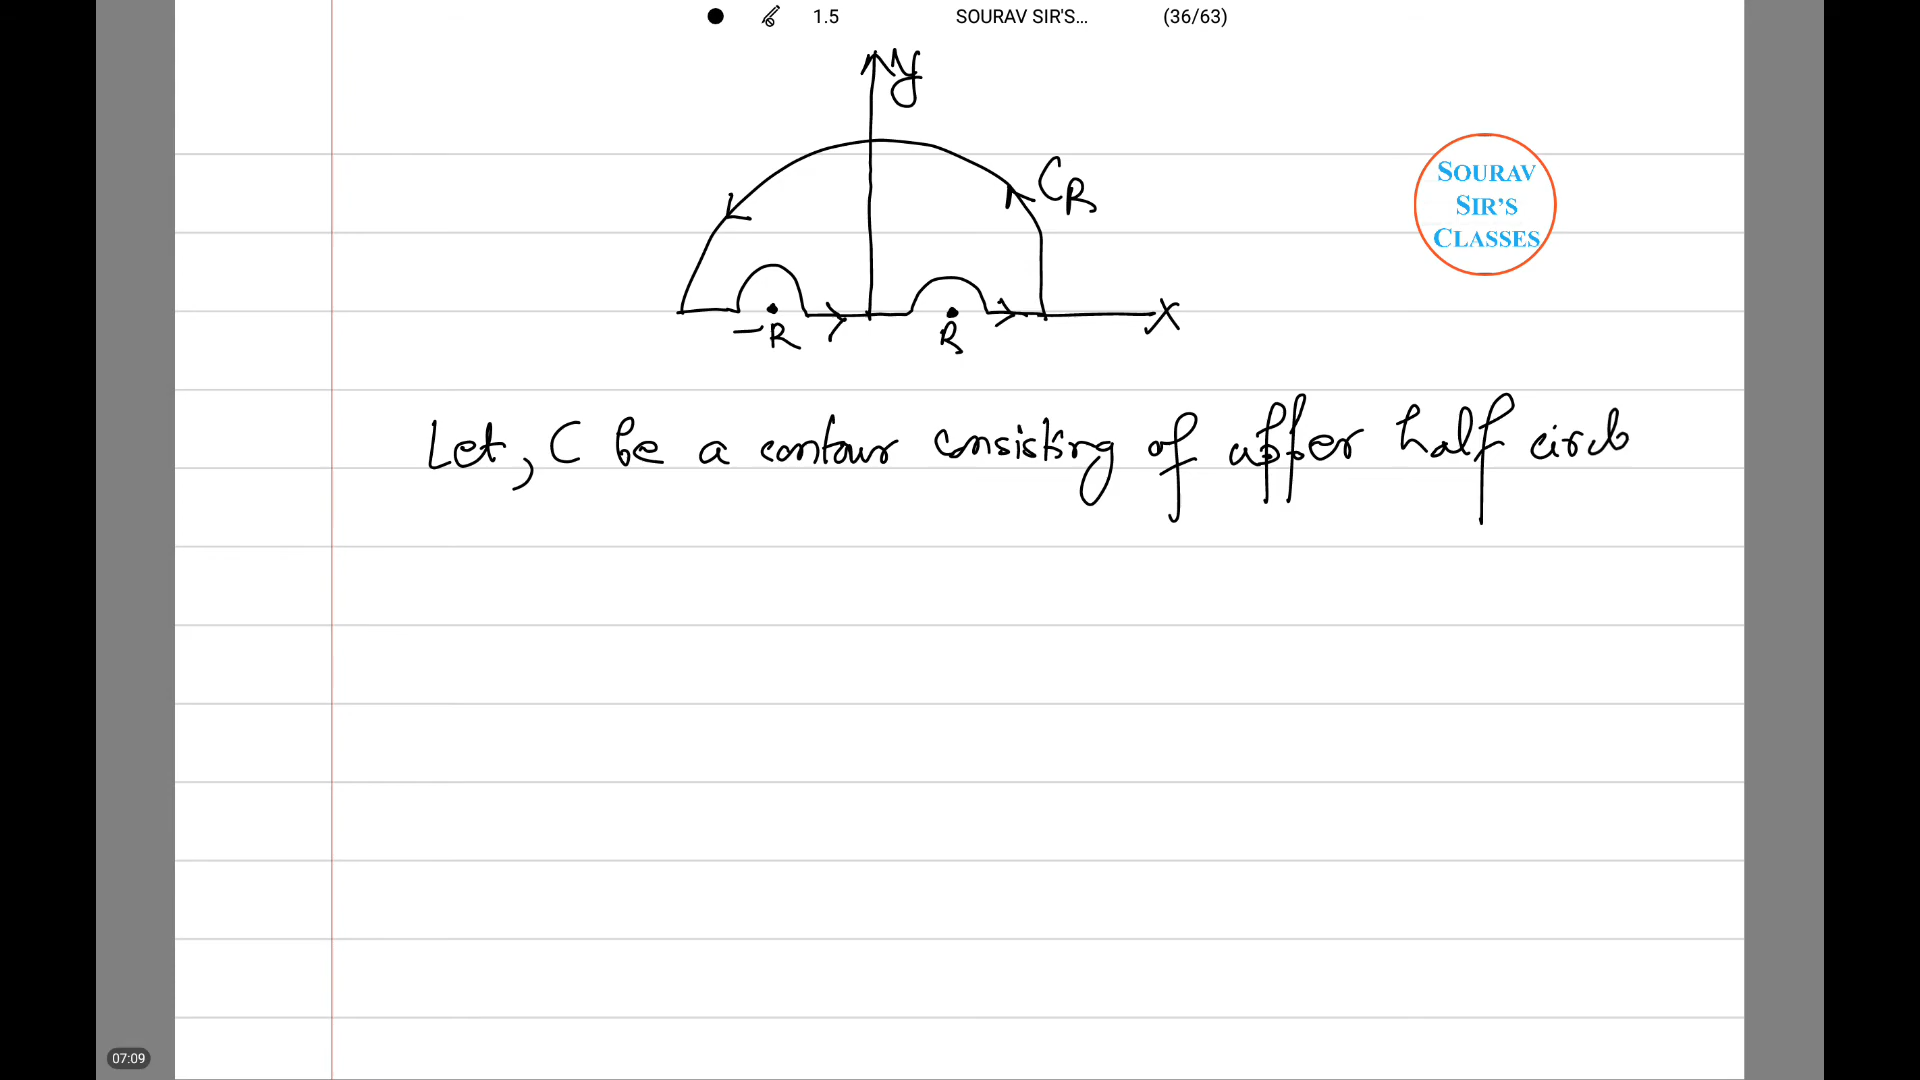 1.5 SOURAV SIR'S... (36/63)
y
C_R
SOURAV
SIR'S
CLASSES
-R R X
Let, C be a contour consisting of upper half circle
07:09